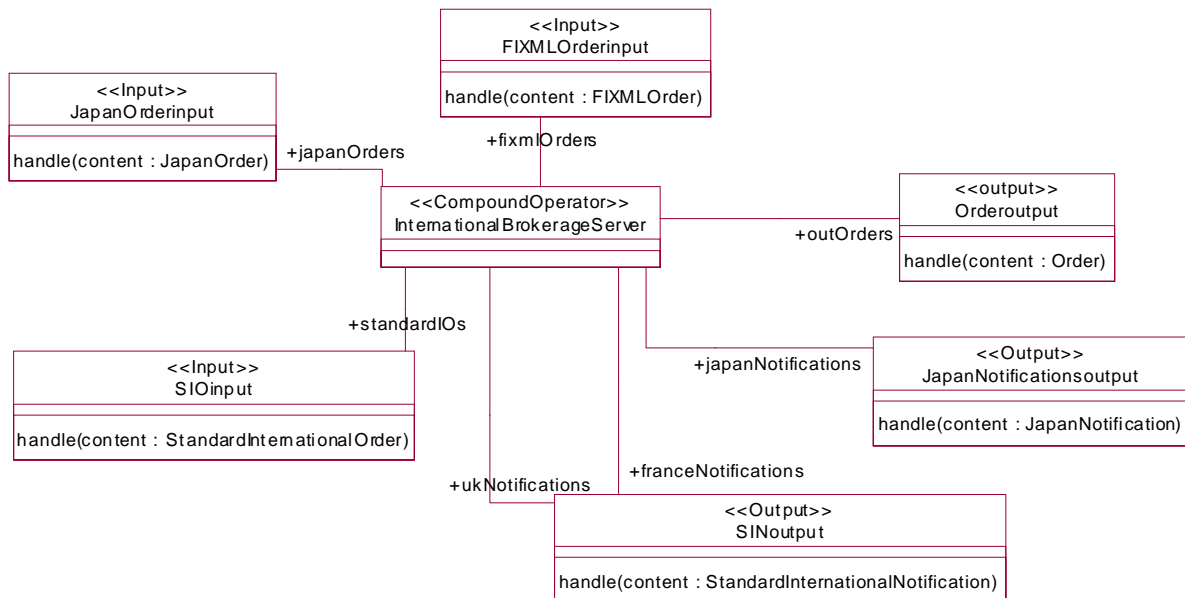 <<Input>>
FIXMLOrderinput
handle(content : FIXMLOrder)
<<Input>>
JapanOrderinput
handle(content : JapanOrder)
+japanOrders
+fixmlOrders
<<CompoundOperator>>
InternationalBrokerageServer
<<output>>
Orderoutput
handle(content : Order)
+outOrders
+standardIOs
<<Input>>
SIOinput
handle(content : StandardInternationalOrder)
+japanNotifications
<<Output>>
JapanNotificationsoutput
handle(content : JapanNotification)
+ukNotifications
+franceNotifications
<<Output>>
SINoutput
handle(content : StandardInternationalNotification)